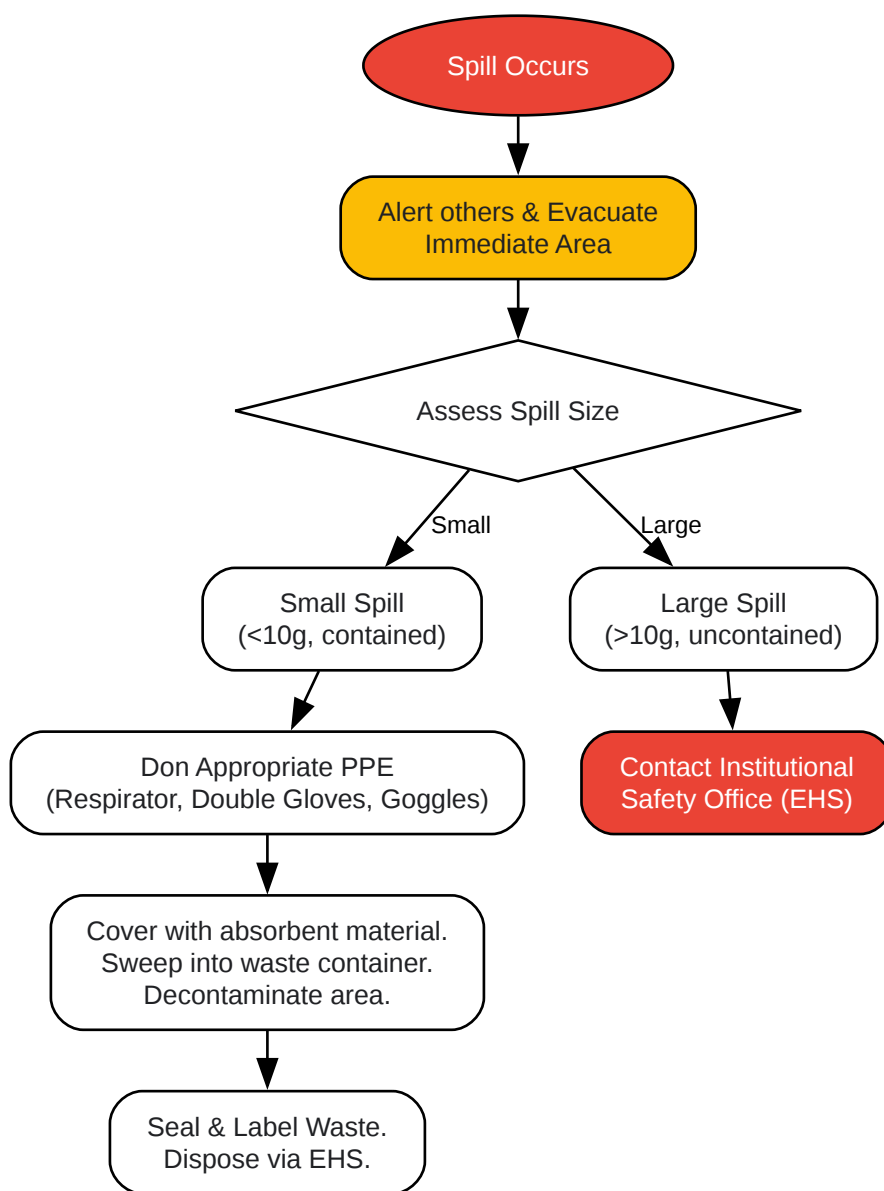 Spill Occurs
Alert others & Evacuate
Immediate Area
Assess Spill Size
Small
Large
Small Spill
(<10g, contained)
Large Spill
(>10g, uncontained)
Don Appropriate PPE
(Respirator, Double Gloves, Goggles)
Contact Institutional
Safety Office (EHS)
Cover with absorbent material.
Sweep into waste container.
Decontaminate area.
Seal & Label Waste.
Dispose via EHS.